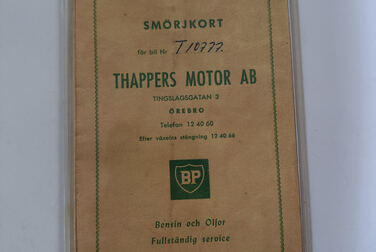 SMÖRJKORT
för bil Nr T10777.
THAPPERS MOTOR AB
TINGSLAGSGATAN 3
ÖREBRO
Telefon 12 40 60
Efter växelns stängning 12 40 66
BP
Bensin och Oljor
Fullständig service